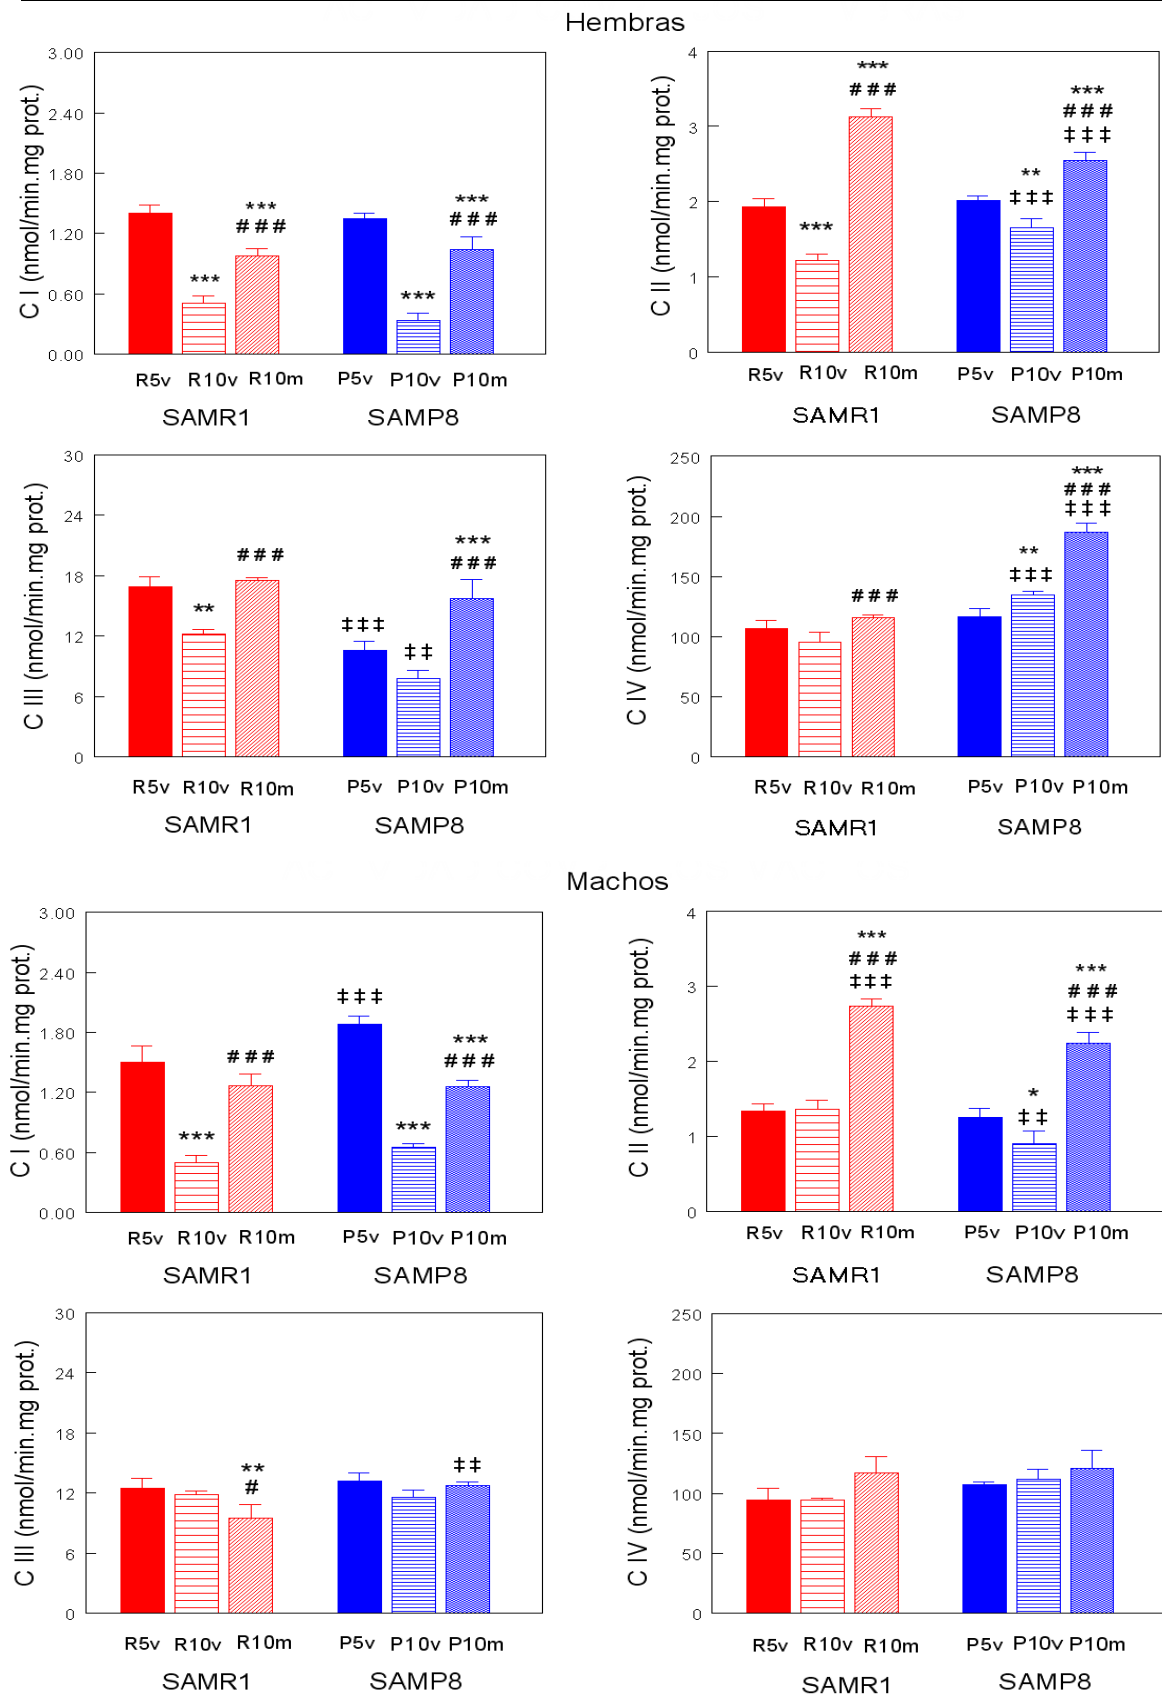 Hembras
C I (nmol/min.mg prot.)
3.00
2.40
1.80
1.20
0.60
0.00
***
***
# # #
***
***
# # #
R5v R10v R10m P5v P10v P10m
SAMR1 SAMP8
C II (nmol/min.mg prot.)
4
3
2
1
0
***
***
# # #
**
‡ ‡ ‡
***
# # #
‡ ‡ ‡
R5v R10v R10m P5v P10v P10m
SAMR1 SAMP8
C III (nmol/min.mg prot.)
30
24
18
12
6
0
**
# # #
‡ ‡ ‡
‡ ‡
***
# # #
R5v R10v R10m P5v P10v P10m
SAMR1 SAMP8
C IV (nmol/min.mg prot.)
250
200
150
100
50
0
# # #
**
‡ ‡ ‡
***
# # #
‡ ‡ ‡
R5v R10v R10m P5v P10v P10m
SAMR1 SAMP8
Machos
C I (nmol/min.mg prot.)
3.00
2.40
1.80
1.20
0.60
0.00
***
# # #
‡ ‡ ‡
***
***
# # #
R5v R10v R10m P5v P10v P10m
SAMR1 SAMP8
C II (nmol/min.mg prot.)
4
3
2
1
0
***
# # #
‡ ‡ ‡
*
‡ ‡
***
# # #
‡ ‡ ‡
R5v R10v R10m P5v P10v P10m
SAMR1 SAMP8
C III (nmol/min.mg prot.)
30
24
18
12
6
0
**
#
‡ ‡
R5v R10v R10m P5v P10v P10m
SAMR1 SAMP8
C IV (nmol/min.mg prot.)
250
200
150
100
50
0
R5v R10v R10m P5v P10v P10m
SAMR1 SAMP8